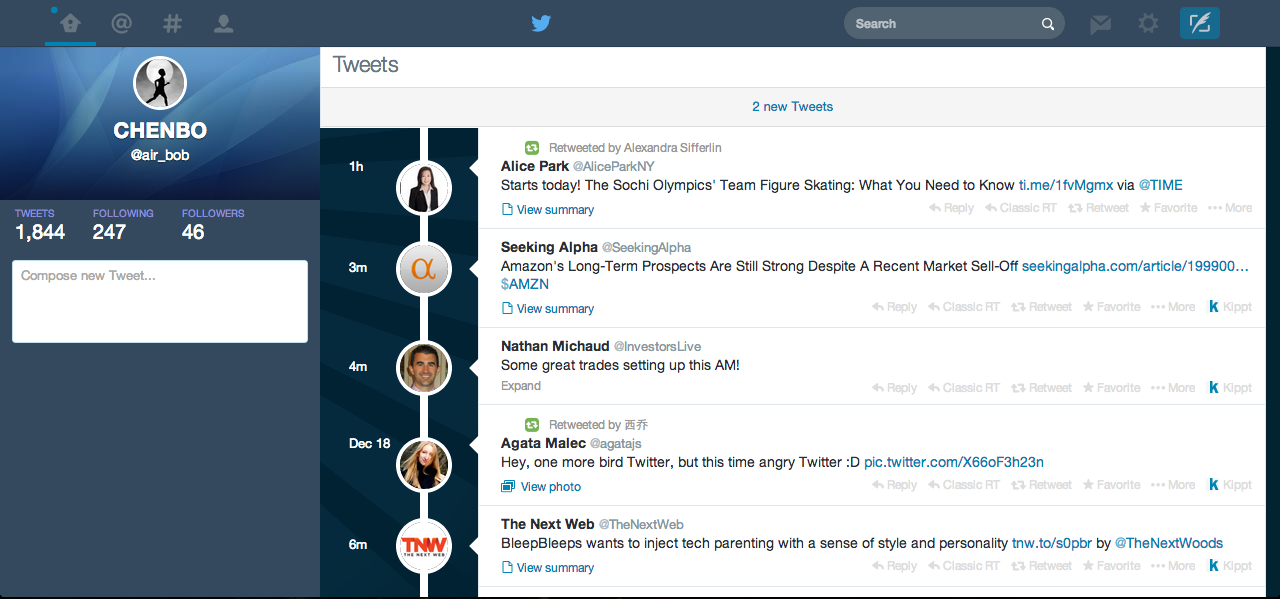 @ #
Search
CHENBO
@air_bob
TWEETS FOLLOWING FOLLOWERS
1,844 247 46
Compose new Tweet...
Tweets
2 new Tweets
1h
Retweeted by Alexandra Sifferlin
Alice Park @AliceParkNY
Starts today! The Sochi Olympics' Team Figure Skating: What You Need to Know ti.me/1fvMgmx via @TIME
View summary
Reply Classic RT Retweet Favorite More
3m
α
Seeking Alpha @SeekingAlpha
Amazon's Long-Term Prospects Are Still Strong Despite A Recent Market Sell-Off seekingalpha.com/article/199900…
$AMZN
View summary
Reply Classic RT Retweet Favorite More k Kippt
4m
Nathan Michaud @InvestorsLive
Some great trades setting up this AM!
Expand
Reply Classic RT Retweet Favorite More k Kippt
Dec 18
Retweeted by 西乔
Agata Malec @agatajs
Hey, one more bird Twitter, but this time angry Twitter :D pic.twitter.com/X66oF3h23n
View photo
Reply Classic RT Retweet Favorite More k Kippt
6m
TNW
THE NEXT WEB
The Next Web @TheNextWeb
BleepBleeps wants to inject tech parenting with a sense of style and personality tnw.to/s0pbr by @TheNextWoods
View summary
Reply Classic RT Retweet Favorite More k Kippt